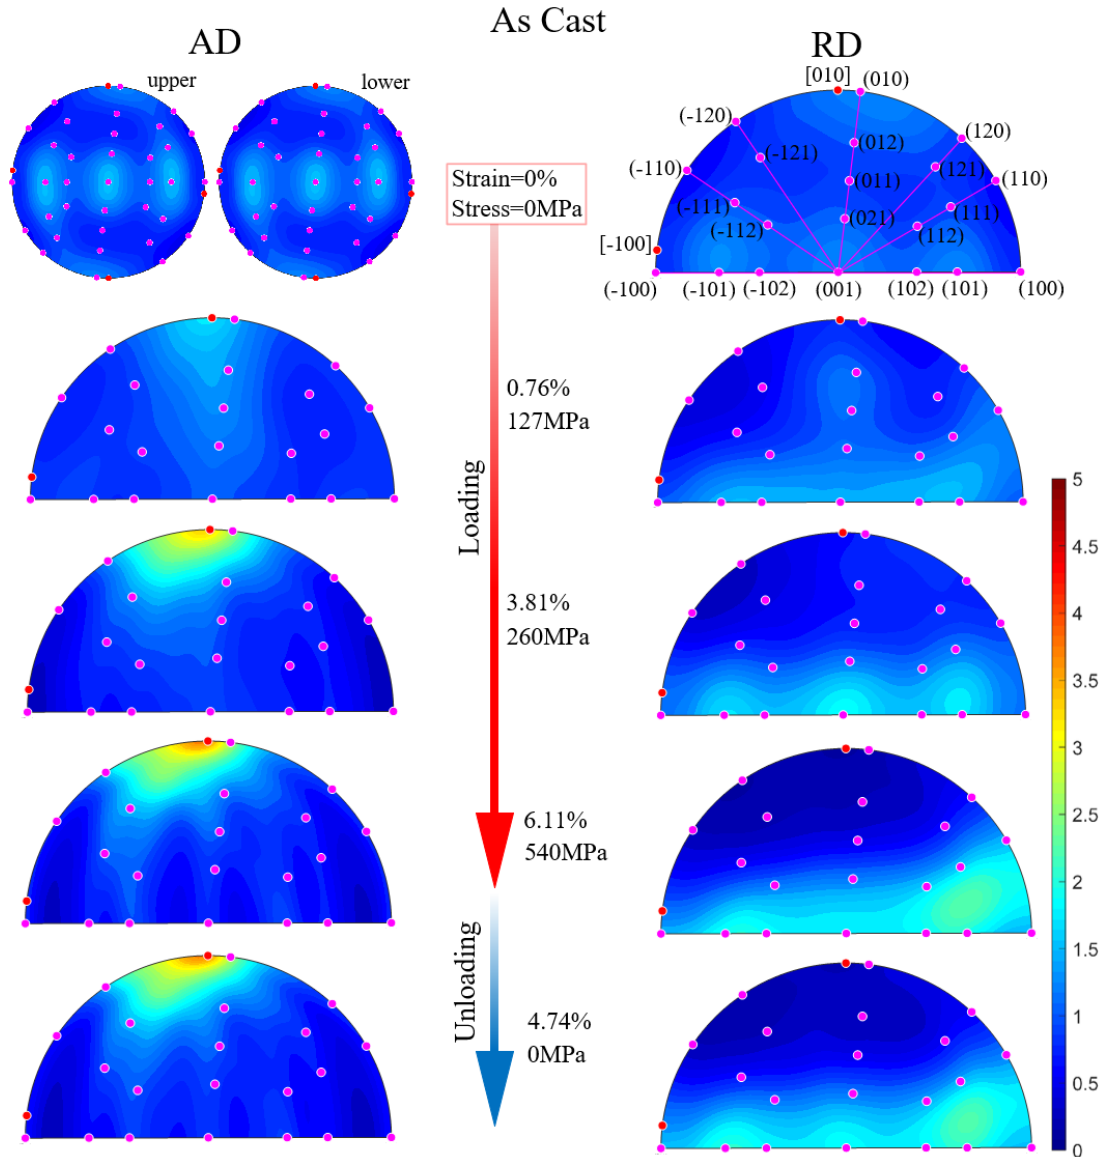 As Cast
AD
RD
upper
lower
[010]
(010)
(-120)
(120)
(012)
(-121)
(-110)
(121)
(110)
(011)
(-111)
(111)
(021)
(-112)
(112)
[-100]
(-100)
(-101)
(-102)
(001)
(102)
(101)
(100)
Strain=0%
Stress=0MPa
Loading
0.76%
127MPa
3.81%
260MPa
6.11%
540MPa
Unloading
4.74%
0MPa
5
4.5
4
3.5
3
2.5
2
1.5
1
0.5
0